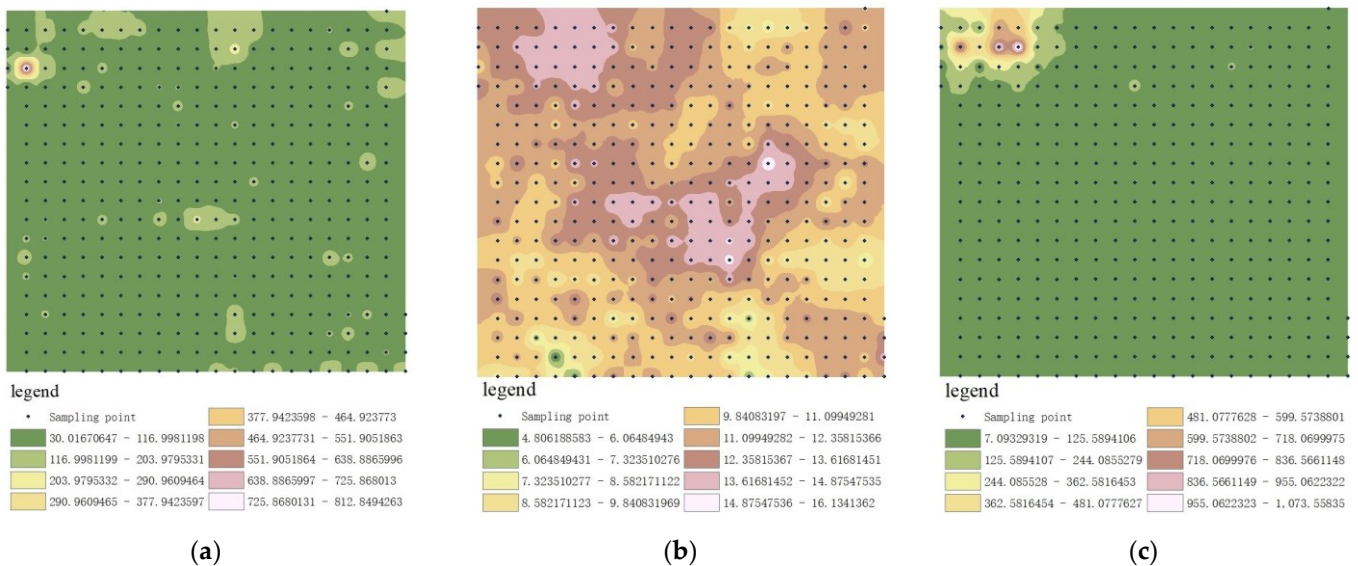 legend
Sampling point
30.01670647 - 116.9981198
116.9981199 - 203.9795331
203.9795332 - 290.9609464
290.9609465 - 377.9423597
377.9423598 - 464.923773
464.9237731 - 551.9051863
551.9051864 - 638.8865996
638.8865997 - 725.868013
725.8680131 - 812.8494263
(a)
legend
Sampling point
4.806188583 - 6.06484943
6.064849431 - 7.323510276
7.323510277 - 8.582171122
8.582171123 - 9.840831969
9.84083197 - 11.09949281
11.09949282 - 12.35815366
12.35815367 - 13.61681451
13.61681452 - 14.87547535
14.87547536 - 16.1341362
(b)
legend
Sampling point
7.09329319 - 125.5894106
125.5894107 - 244.0855279
244.085528 - 362.5816453
362.5816454 - 481.0777627
481.0777628 - 599.5738801
599.5738802 - 718.0699975
718.0699976 - 836.5661148
836.5661149 - 955.0622322
955.0622323 - 1,073.55835
(c)